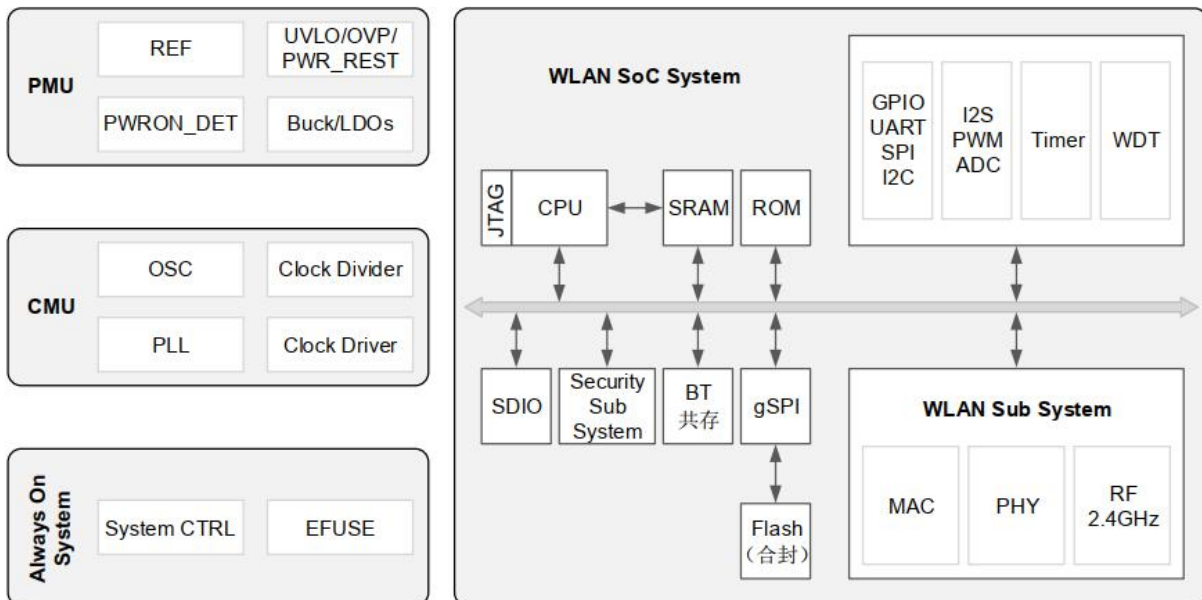 PMU
REF
UVLO/OVP/
PWR_REST
PWRON_DET
Buck/LDOs
CMU
OSC
Clock Divider
PLL
Clock Driver
Always On
System
System CTRL
EFUSE
WLAN SoC System
GPIO
UART
SPI
I2C
I2S
PWM
ADC
Timer
WDT
JTAG
CPU
SRAM
ROM
SDIO
Security
Sub
System
BT
共存
gSPI
Flash
（合封）
WLAN Sub System
MAC
PHY
RF
2.4GHz